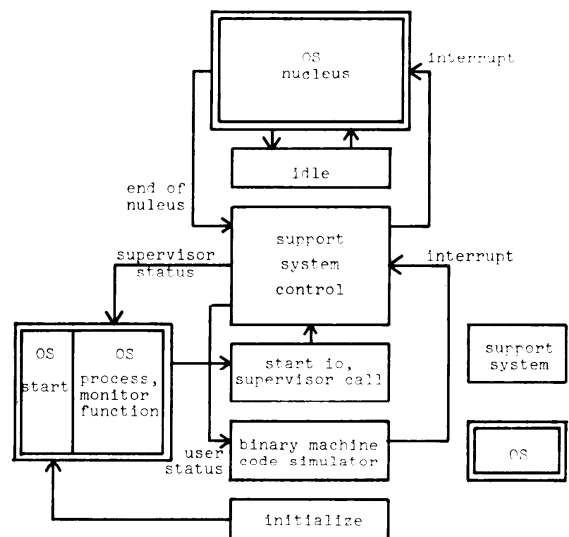 OS
nucleus
interrupt
idle
end of
nuleus
support
system
control
supervisor
status
interrupt
OS
start
OS
process,
monitor
function
start io,
supervisor call
support
system
user
status
binary machine
code simulator
OS
initialize